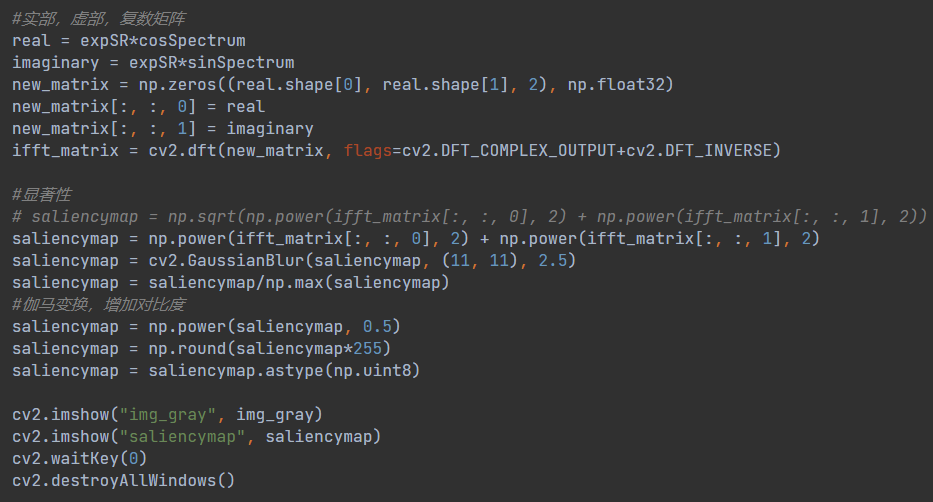 #实部，虚部，复数矩阵
real = expSR*cosSpectrum
imaginary = expSR*sinSpectrum
new_matrix = np.zeros((real.shape[0], real.shape[1], 2), np.float32)
new_matrix[:, :, 0] = real
new_matrix[:, :, 1] = imaginary
ifft_matrix = cv2.dft(new_matrix, flags=cv2.DFT_COMPLEX_OUTPUT+cv2.DFT_INVERSE)
#显著性
# saliencymap = np.sqrt(np.power(ifft_matrix[:, :, 0], 2) + np.power(ifft_matrix[:, :, 1], 2))
saliencymap = np.power(ifft_matrix[:, :, 0], 2) + np.power(ifft_matrix[:, :, 1], 2)
saliencymap = cv2.GaussianBlur(saliencymap, (11, 11), 2.5)
saliencymap = saliencymap/np.max(saliencymap)
#伽马变换，增加对比度
saliencymap = np.power(saliencymap, 0.5)
saliencymap = np.round(saliencymap*255)
saliencymap = saliencymap.astype(np.uint8)
cv2.imshow("img_gray", img_gray)
cv2.imshow("saliencymap", saliencymap)
cv2.waitKey(0)
cv2.destroyAllWindows()